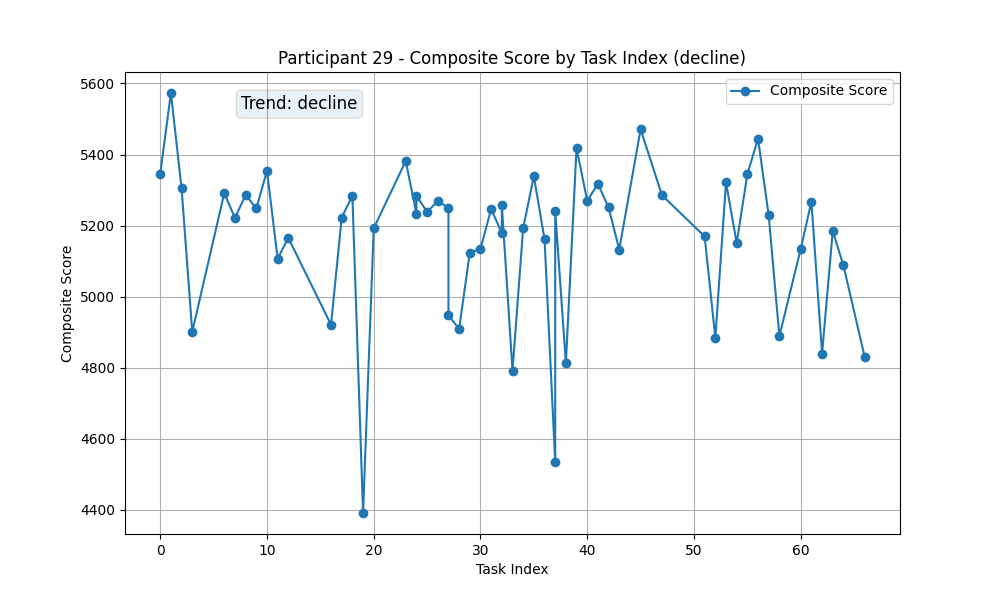 Participant 29 - Composite Score by Task Index (decline)
5600
5400
5200
5000
4800
4600
4400
Composite Score
Trend: decline
Composite Score
0 10 20 30 40 50 60
Task Index